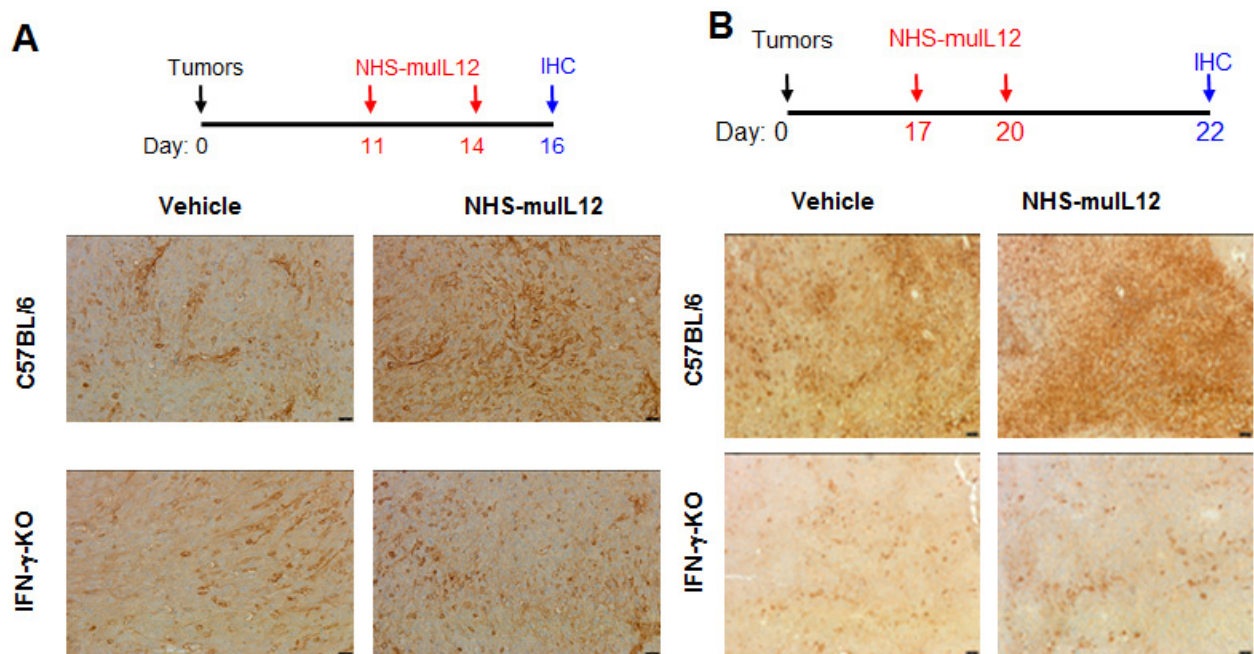 A
Tumors NHS-muIL12 IHC
Day: 0 11 14 16
Vehicle NHS-muIL12
C57BL/6
IFN-γ-KO
B
Tumors NHS-muIL12 IHC
Day: 0 17 20 22
Vehicle NHS-muIL12
C57BL/6
IFN-γ-KO